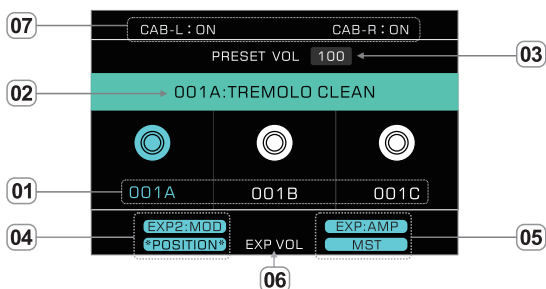 07 CAB-L : ON CAB-R : ON
PRESET VOL 100 03
02 001A:TREMOLO CLEAN
01 001A 001B 001C
04 EXP2:MOD EXP:AMP 05
*POSITION* EXP VOL MST
06